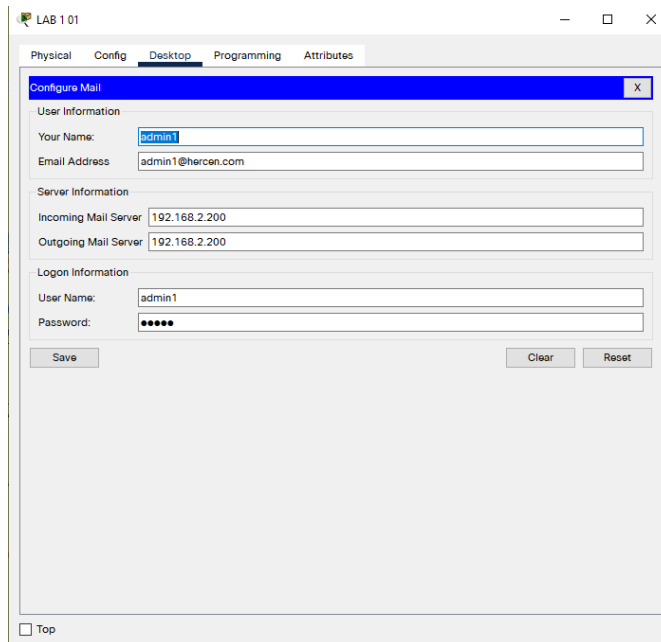 LAB 1 01
Physical Config Desktop Programming Attributes
Configure Mail X
User Information
Your Name: admin1
Email Address admin1@hercen.com
Server Information
Incoming Mail Server 192.168.2.200
Outgoing Mail Server 192.168.2.200
Logon Information
User Name: admin1
Password: ●●●●●
Save Clear Reset
Top